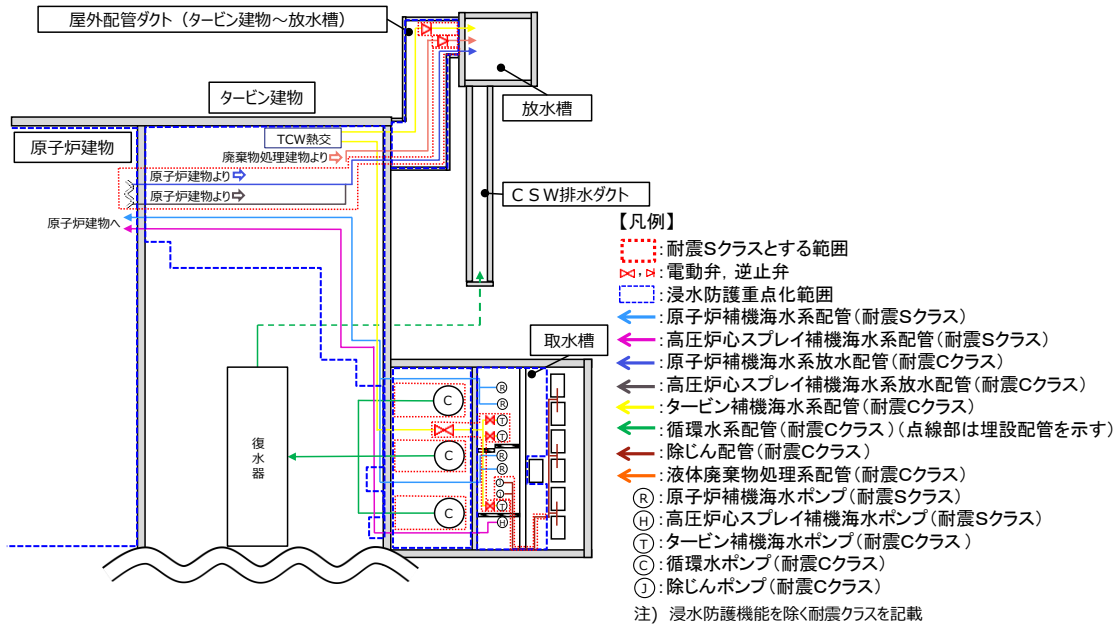 屋外配管ダクト（タービン建物～放水槽）
タービン建物
放水槽
原子炉建物
TCW熱交
廃棄物処理建物より
原子炉建物より
原子炉建物より
原子炉建物へ
ＣＳＷ排水ダクト
取水槽
復水器
C
C
C
R
R
T
T
R
R
J
J
T
H
【凡例】
：耐震Sクラスとする範囲
，：電動弁，逆止弁
：浸水防護重点化範囲
：原子炉補機海水系配管（耐震Sクラス）
：高圧炉心スプレイ補機海水系配管（耐震Sクラス）
：原子炉補機海水系放水配管（耐震Cクラス）
：高圧炉心スプレイ補機海水系放水配管（耐震Cクラス）
：タービン補機海水系配管（耐震Cクラス）
：循環水系配管（耐震Cクラス）（点線部は埋設配管を示す）
：除じん配管（耐震Cクラス）
：液体廃棄物処理系配管（耐震Cクラス）
R：原子炉補機海水ポンプ（耐震Sクラス）
H：高圧炉心スプレイ補機海水ポンプ（耐震Sクラス）
T：タービン補機海水ポンプ（耐震Cクラス）
C：循環水ポンプ（耐震Cクラス）
J：除じんポンプ（耐震Cクラス）
注） 浸水防護機能を除く耐震クラスを記載